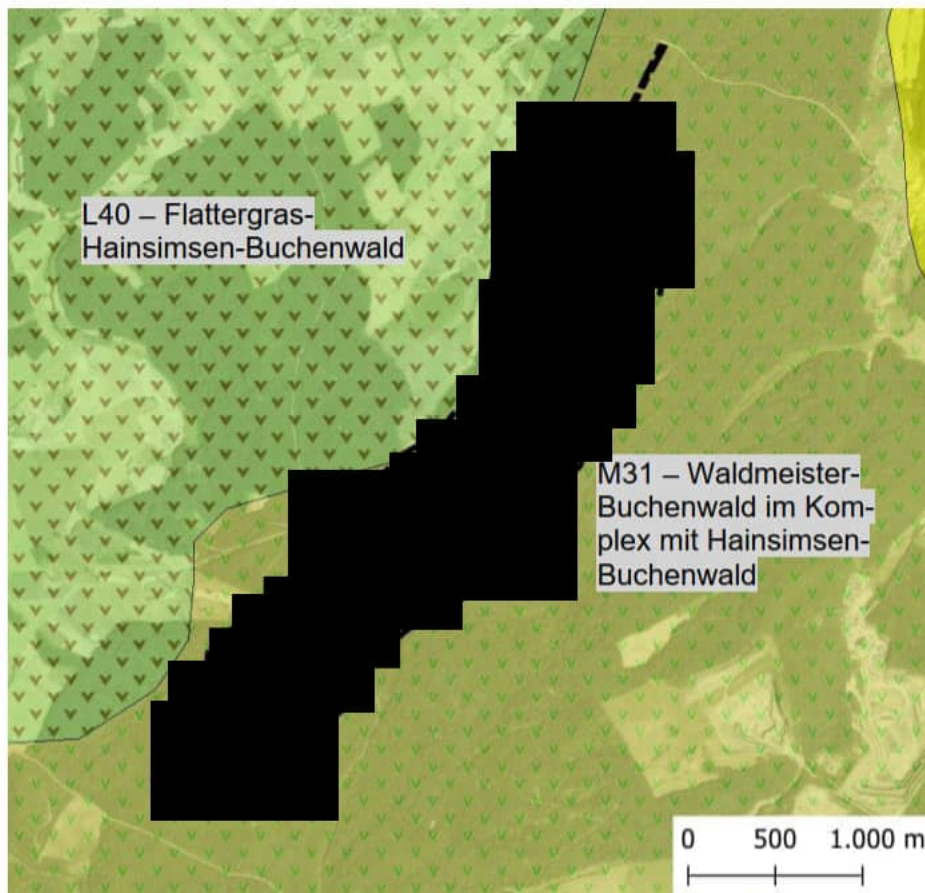 L40 – Flattergras-
Hainsimsen-Buchenwald
M31 – Waldmeister-
Buchenwald im Kom-
plex mit Hainsimsen-
Buchenwald
0 500 1.000 m